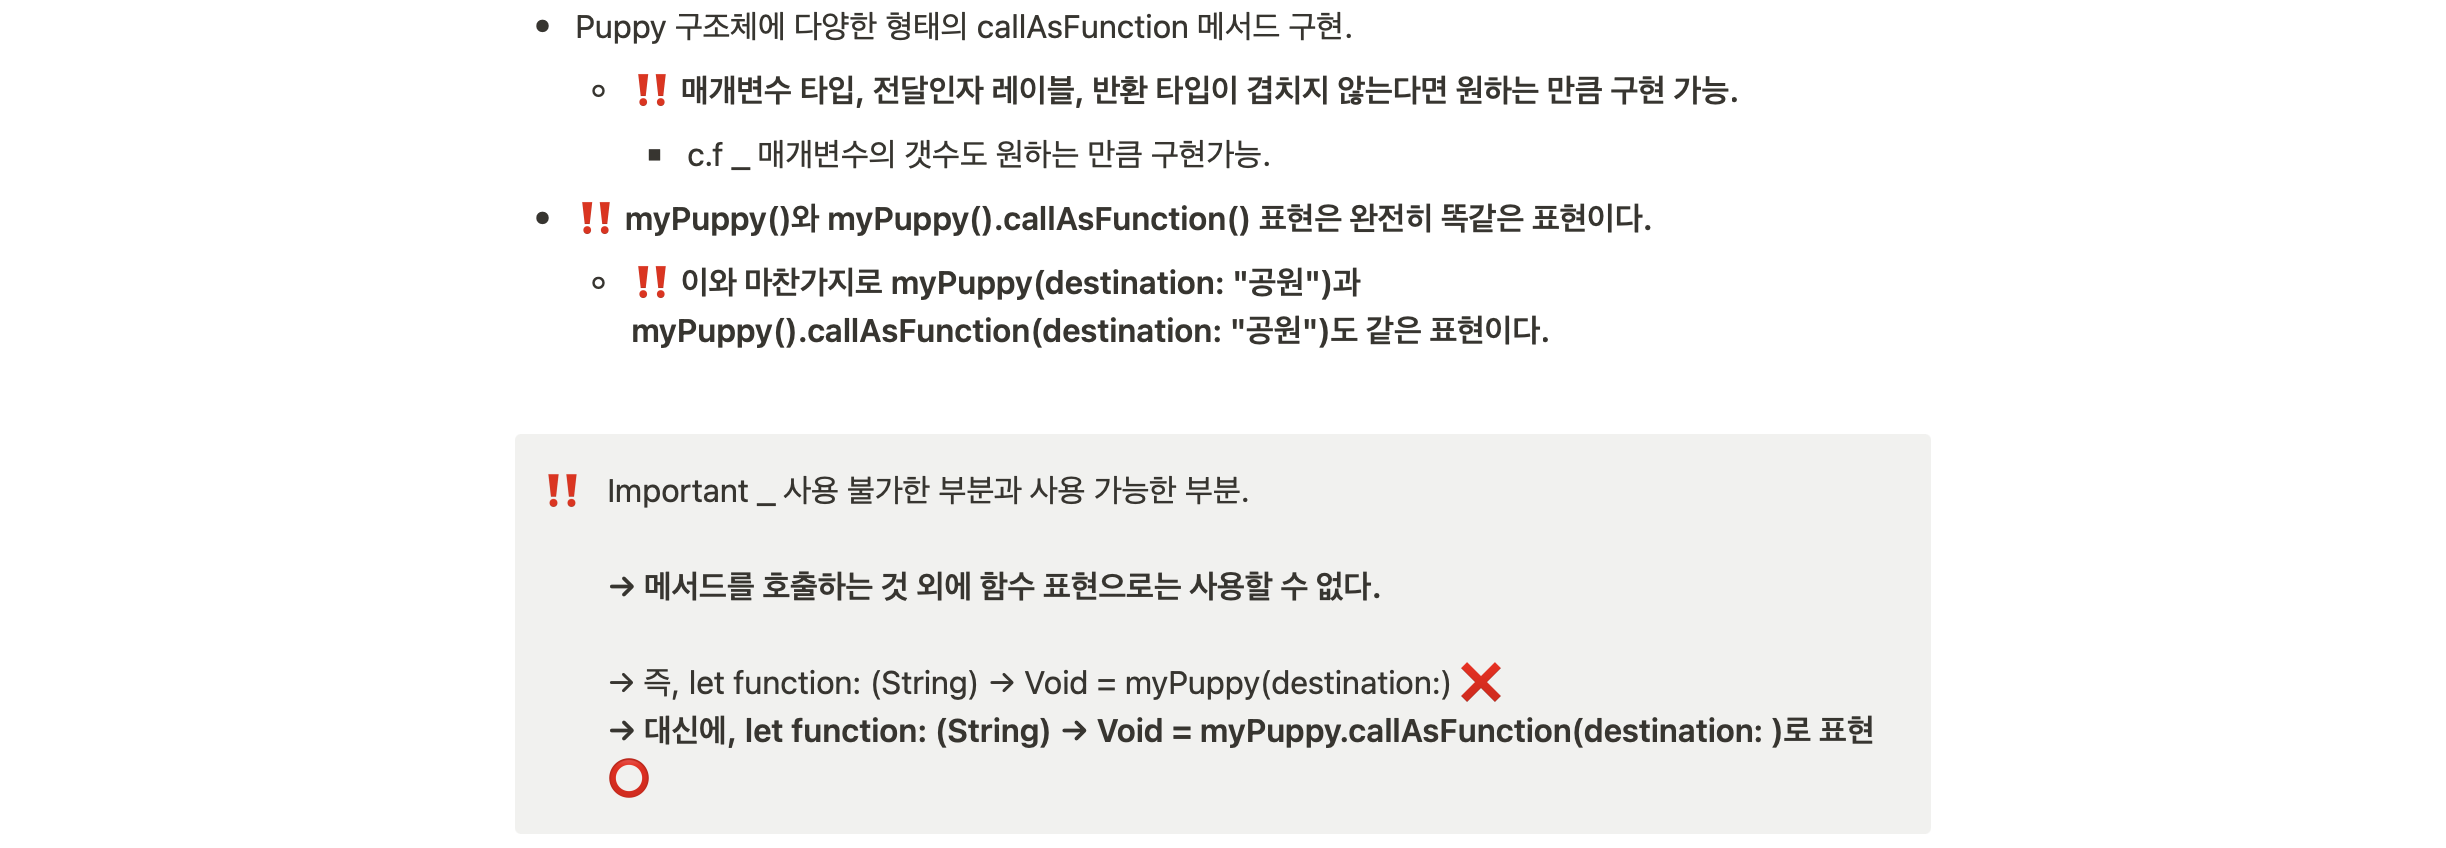 • Puppy 구조체에 다양한 형태의 callAsFunction 메서드 구현.
◦ ‼️ 매개변수 타입, 전달인자 레이블, 반환 타입이 겹치지 않는다면 원하는 만큼 구현 가능.
▪ c.f _ 매개변수의 갯수도 원하는 만큼 구현가능.
• ‼️ myPuppy()와 myPuppy().callAsFunction() 표현은 완전히 똑같은 표현이다.
◦ ‼️ 이와 마찬가지로 myPuppy(destination: "공원")과
myPuppy().callAsFunction(destination: "공원")도 같은 표현이다.
‼️ Important _ 사용 불가한 부분과 사용 가능한 부분.
→ 메서드를 호출하는 것 외에 함수 표현으로는 사용할 수 없다.
→ 즉, let function: (String) → Void = myPuppy(destination:) ❌
→ 대신에, let function: (String) → Void = myPuppy.callAsFunction(destination: )로 표현
⭕